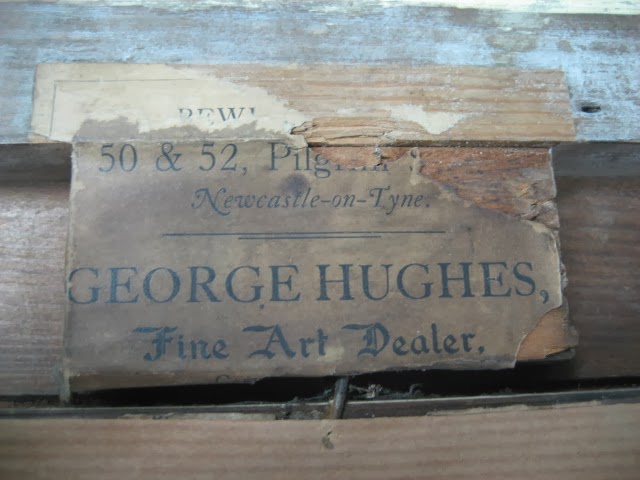 50 & 52, Pilgrim
Newcastle-on-Tyne.
GEORGE HUGHES,
Fine Art Dealer.